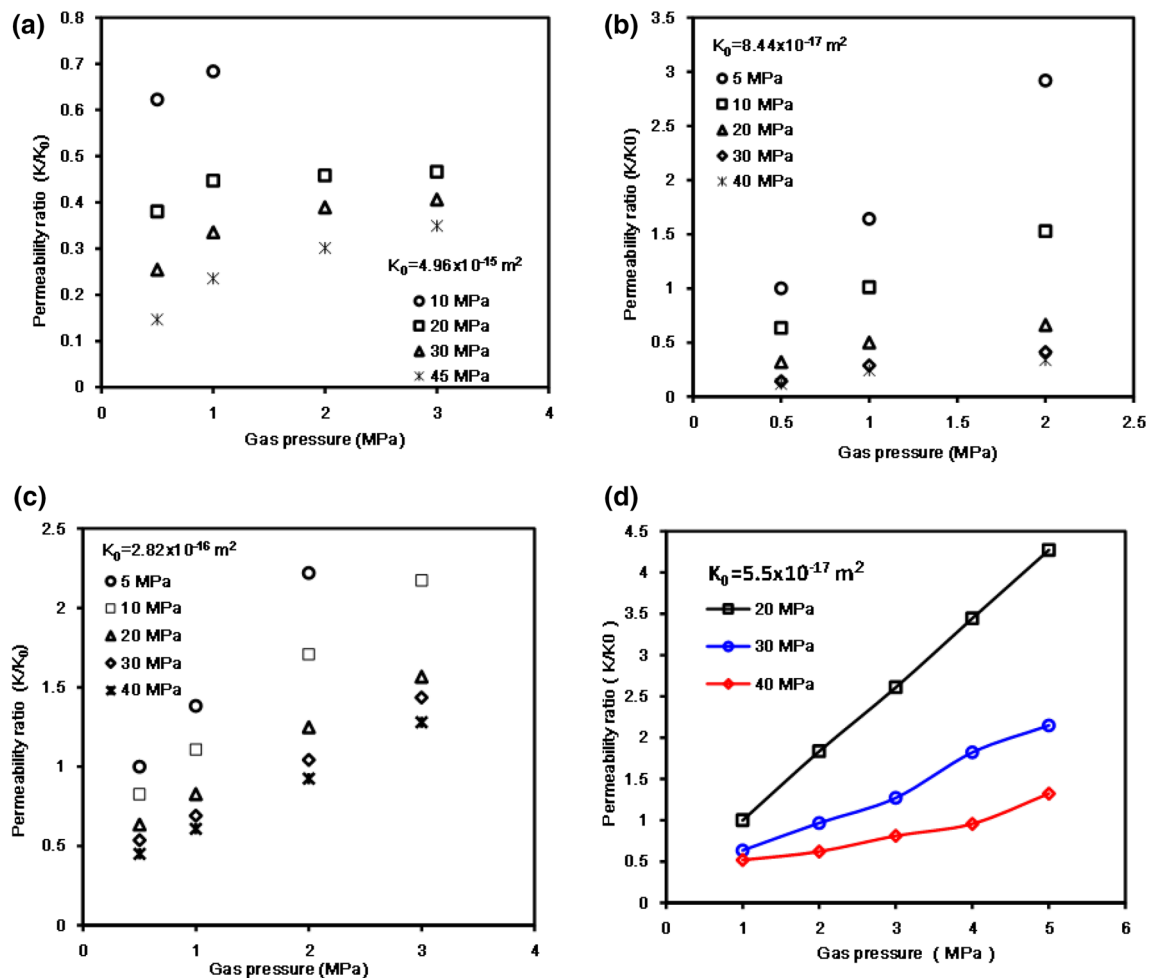 (a)
0.8
0.7
0.6
0.5
0.4
0.3
0.2
0.1
0
Permeability ratio (K/K₀)
K₀=4.96x10⁻¹⁵ m²
10 MPa
20 MPa
30 MPa
45 MPa
0 1 2 3 4
Gas pressure (MPa)
(b)
3.5
3
2.5
2
1.5
1
0.5
0
Permeability ratio (K/K0)
K₀=8.44x10⁻¹⁷ m²
5 MPa
10 MPa
20 MPa
30 MPa
40 MPa
0 0.5 1 1.5 2 2.5
Gas pressure (MPa)
(c)
2.5
2
1.5
1
0.5
0
Permeability ratio (K/K₀)
K₀=2.82x10⁻¹⁶ m²
5 MPa
10 MPa
20 MPa
30 MPa
40 MPa
0 1 2 3 4
Gas pressure (MPa)
(d)
4.5
4
3.5
3
2.5
2
1.5
1
0.5
0
Permeability ratio ( K/K0 )
K₀=5.5x10⁻¹⁷ m²
20 MPa
30 MPa
40 MPa
0 1 2 3 4 5 6
Gas pressure ( MPa )